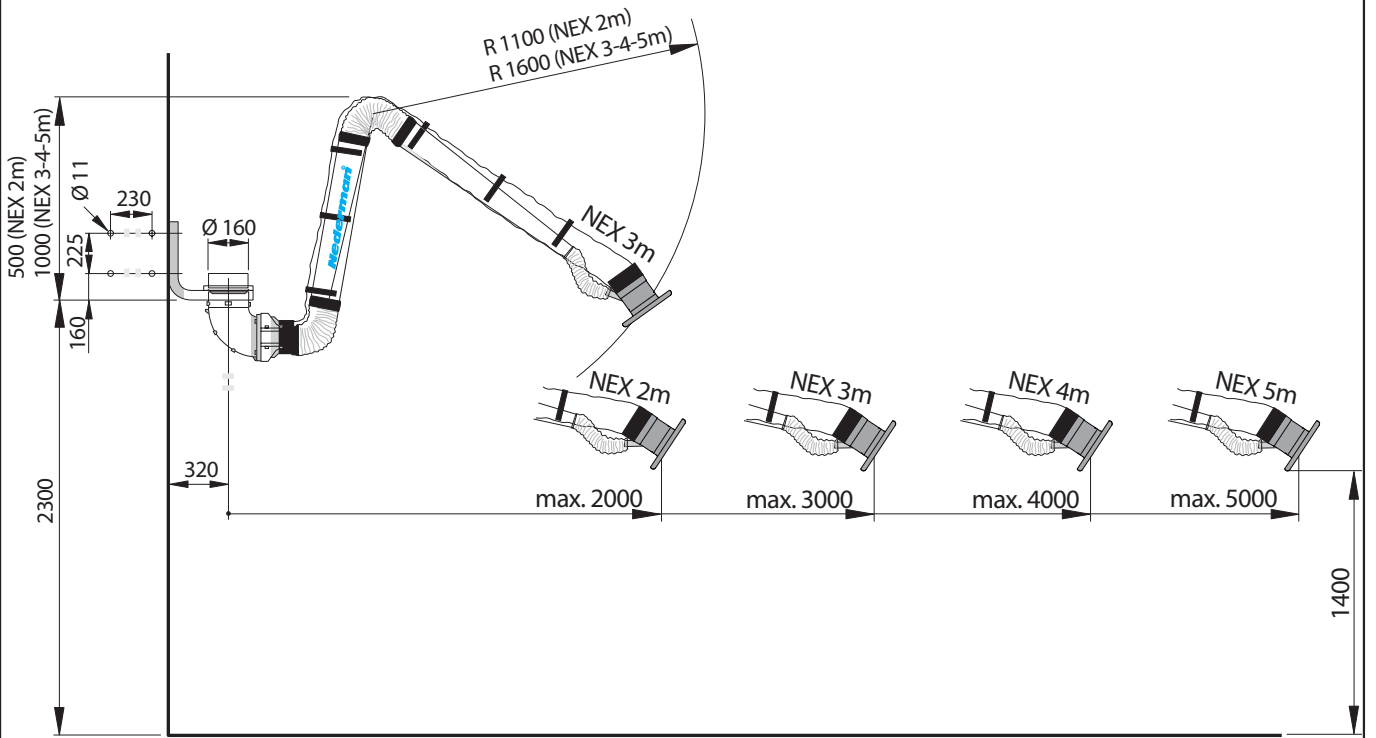 R 1100 (NEX 2m)
R 1600 (NEX 3-4-5m)
500 (NEX 2m)
1000 (NEX 3-4-5m)
Ø 11
230
225
160
Ø 160
Nederman
NEX 3m
NEX 2m
NEX 3m
NEX 4m
NEX 5m
320
2300
max. 2000
max. 3000
max. 4000
max. 5000
1400